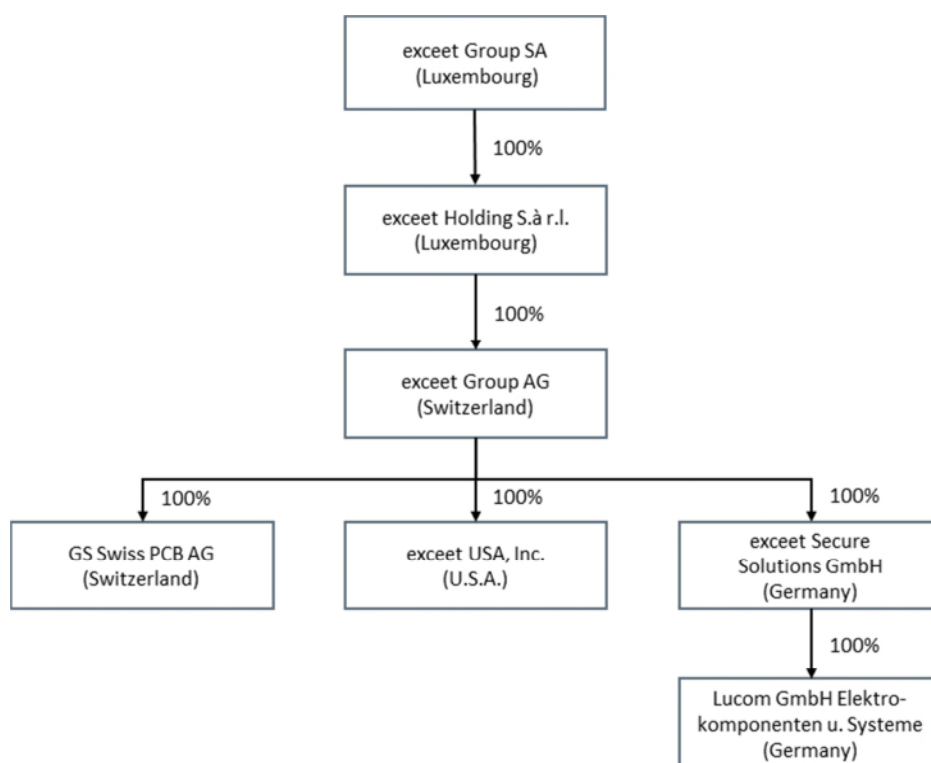 exceet Group SA
(Luxembourg)
100%
exceet Holding S.à r.l.
(Luxembourg)
100%
exceet Group AG
(Switzerland)
100%
100%
100%
GS Swiss PCB AG
(Switzerland)
exceet USA, Inc.
(U.S.A.)
exceet Secure
Solutions GmbH
(Germany)
100%
Lucom GmbH Elektro-
komponenten u. Systeme
(Germany)